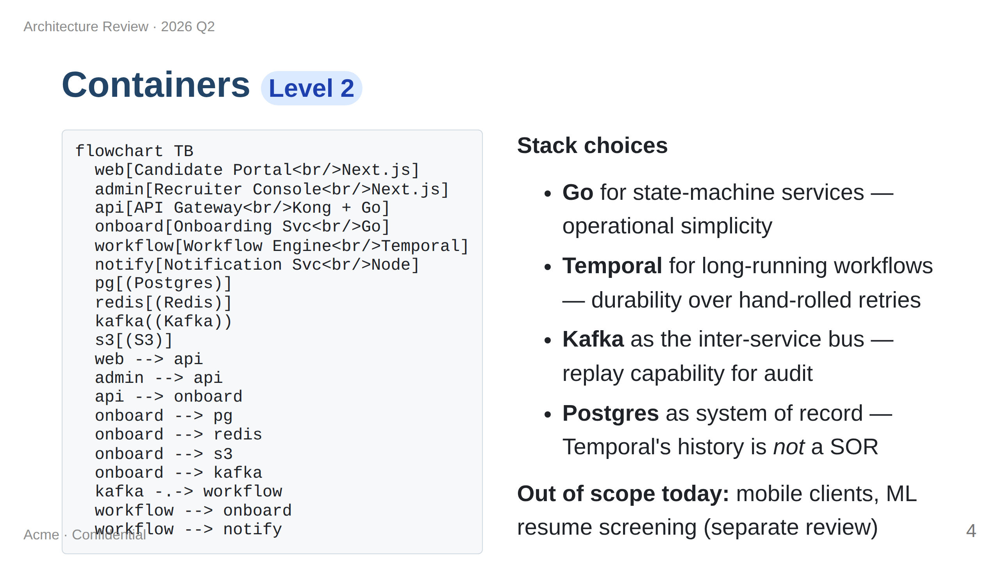 Architecture Review · 2026 Q2
Containers Level 2
flowchart TB
  web[Candidate Portal<br/>Next.js]
  admin[Recruiter Console<br/>Next.js]
  api[API Gateway<br/>Kong + Go]
  onboard[Onboarding Svc<br/>Go]
  workflow[Workflow Engine<br/>Temporal]
  notify[Notification Svc<br/>Node]
  pg[(Postgres)]
  redis[(Redis)]
  kafka((Kafka))
  s3[(S3)]
  web --> api
  admin --> api
  api --> onboard
  onboard --> pg
  onboard --> redis
  onboard --> s3
  onboard --> kafka
  kafka -.-> workflow
  workflow --> onboard
  workflow --> notify
Stack choices
• Go for state-machine services —
operational simplicity
• Temporal for long-running workflows
— durability over hand-rolled retries
• Kafka as the inter-service bus —
replay capability for audit
• Postgres as system of record —
Temporal's history is not a SOR
Out of scope today: mobile clients, ML
resume screening (separate review)
Acme · Confidential
4